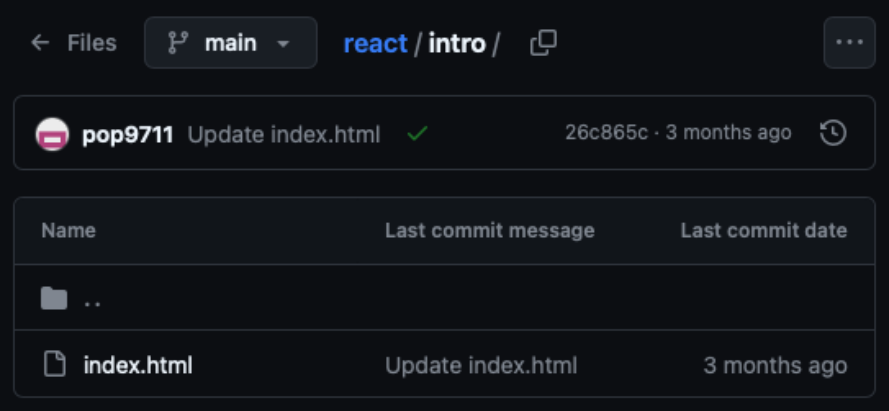 Files main react / intro /
pop9711 Update index.html 26c865c · 3 months ago
Name Last commit message Last commit date
..
index.html Update index.html 3 months ago